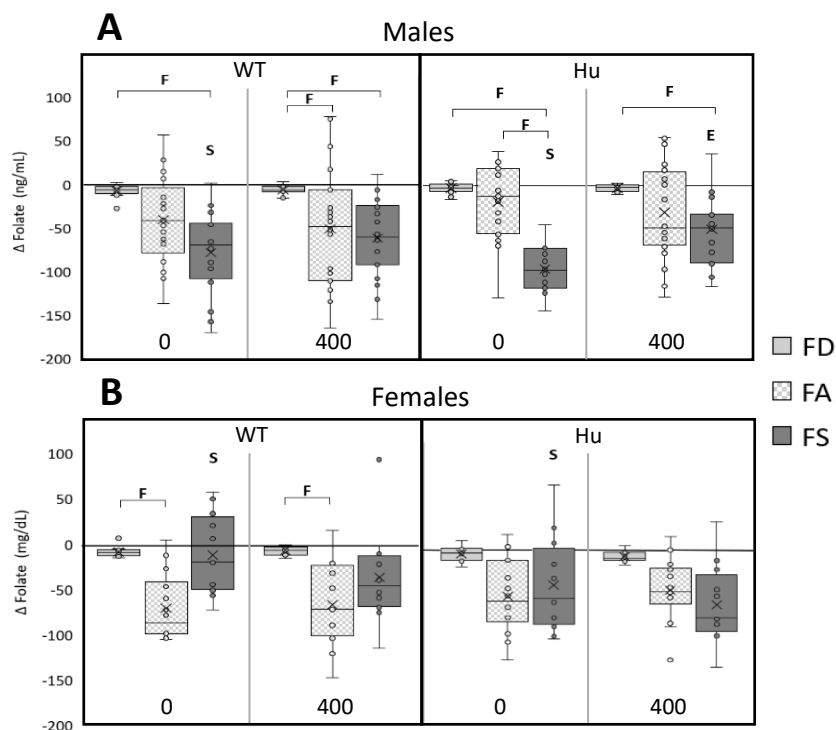 A
Males
WT
Hu
Δ Folate (ng/mL)
100
50
0
-50
-100
-150
-200
F
S
F
F
F
F
S
F
E
0
400
0
400
FD
FA
FS
B
Females
WT
Hu
Δ Folate (mg/dL)
100
50
0
-50
-100
-150
-200
F
S
F
S
0
400
0
400